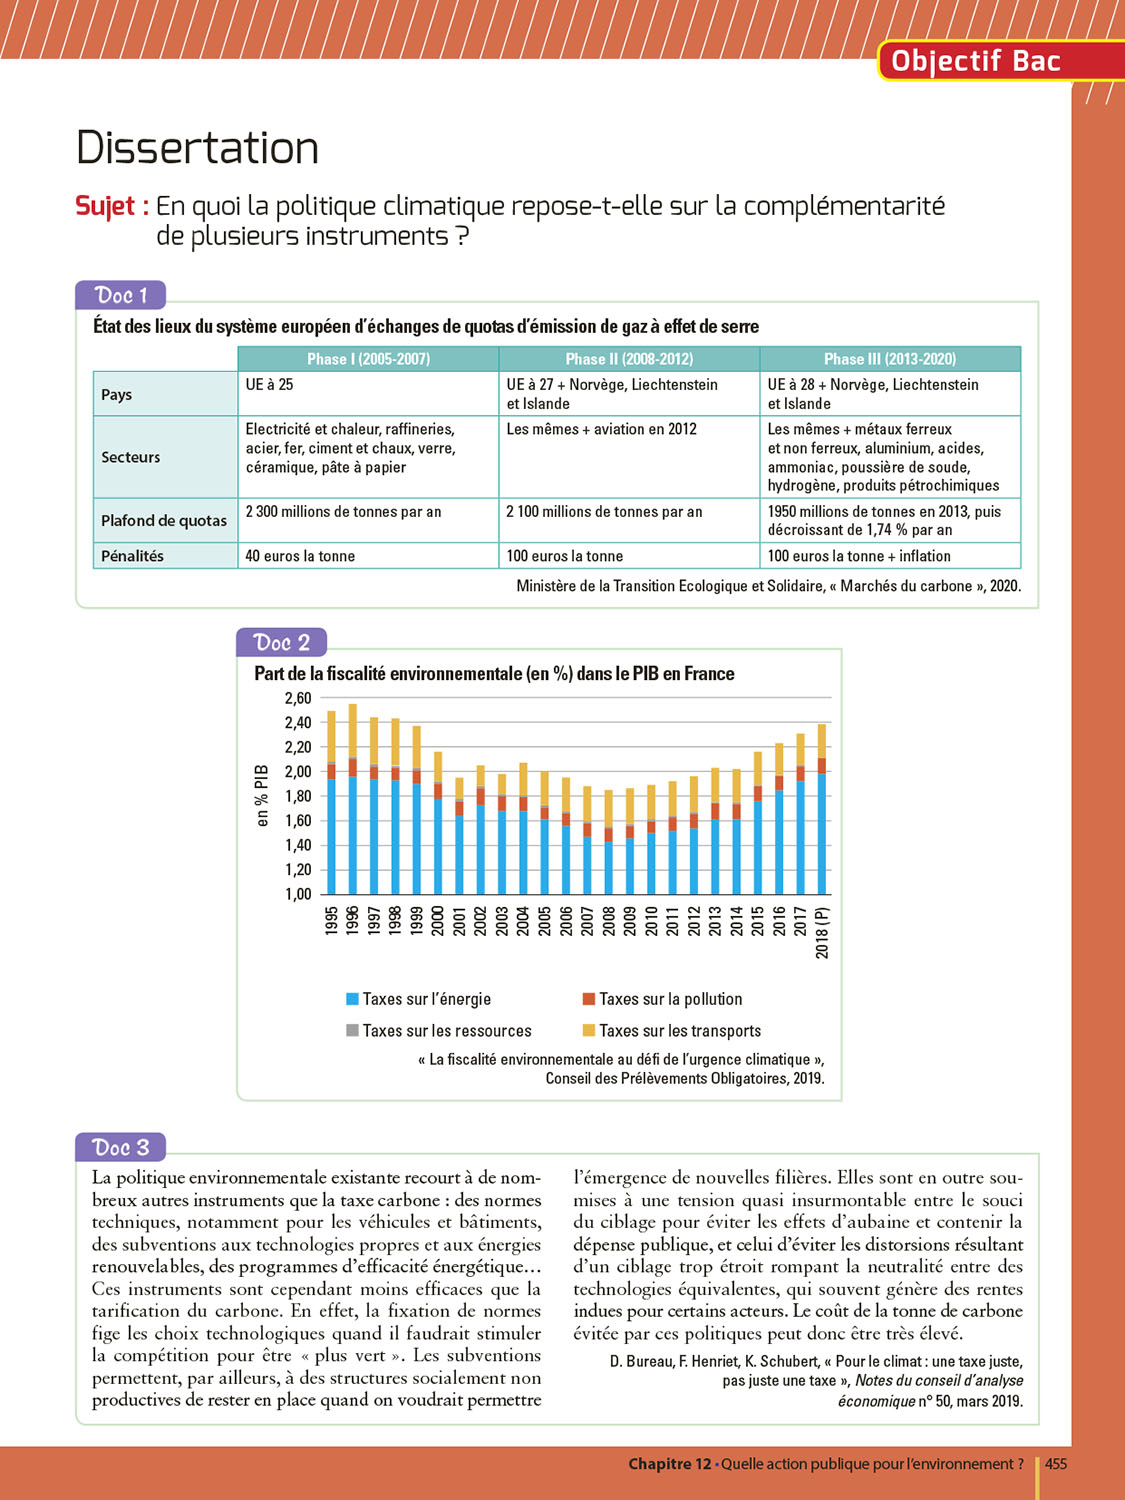 Objectif Bac
Dissertation
Sujet : En quoi la politique climatique repose-t-elle sur la complémentarité
de plusieurs instruments ?
Doc 1
État des lieux du système européen d'échanges de quotas d'émission de gaz à effet de serre
Phase I (2005-2007)
Phase II (2008-2012)
Phase III (2013-2020)
Pays
UE à 25
UE à 27 + Norvège, Liechtenstein
et Islande
UE à 28 + Norvège, Liechtenstein
et Islande
Secteurs
Electricité et chaleur, raffineries,
acier, fer, ciment et chaux, verre,
céramique, pâte à papier
Les mêmes + aviation en 2012
Les mêmes + métaux ferreux
et non ferreux, aluminium, acides,
ammoniac, poussière de soude,
hydrogène, produits pétrochimiques
Plafond de quotas
2 300 millions de tonnes par an
2 100 millions de tonnes par an
1950 millions de tonnes en 2013, puis
décroissant de 1,74 % par an
Pénalités
40 euros la tonne
100 euros la tonne
100 euros la tonne + inflation
Ministère de la Transition Ecologique et Solidaire, « Marchés du carbone », 2020.
Doc 2
Part de la fiscalité environnementale (en %) dans le PIB en France
en % PIB
2,60
2,40
2,20
2,00
1,80
1,60
1,40
1,20
1,00
1995
1996
1997
1998
1999
2000
2001
2002
2003
2004
2005
2006
2007
2008
2009
2010
2011
2012
2013
2014
2015
2016
2017
2018 (P)
Taxes sur l'énergie
Taxes sur la pollution
Taxes sur les ressources
Taxes sur les transports
« La fiscalité environnementale au défi de l'urgence climatique »,
Conseil des Prélèvements Obligatoires, 2019.
Doc 3
La politique environnementale existante recourt à de nom-
breux autres instruments que la taxe carbone : des normes
techniques, notamment pour les véhicules et bâtiments,
des subventions aux technologies propres et aux énergies
renouvelables, des programmes d'efficacité énergétique…
Ces instruments sont cependant moins efficaces que la
tarification du carbone. En effet, la fixation de normes
fige les choix technologiques quand il faudrait stimuler
la compétition pour être « plus vert ». Les subventions
permettent, par ailleurs, à des structures socialement non
productives de rester en place quand on voudrait permettre
l'émergence de nouvelles filières. Elles sont en outre sou-
mises à une tension quasi insurmontable entre le souci
du ciblage pour éviter les effets d'aubaine et contenir la
dépense publique, et celui d'éviter les distorsions résultant
d'un ciblage trop étroit rompant la neutralité entre des
technologies équivalentes, qui souvent génère des rentes
indues pour certains acteurs. Le coût de la tonne de carbone
évitée par ces politiques peut donc être très élevé.
D. Bureau, F. Henriet, K. Schubert, « Pour le climat : une taxe juste,
pas juste une taxe », Notes du conseil d'analyse
économique n° 50, mars 2019.
Chapitre 12 • Quelle action publique pour l'environnement ? 455